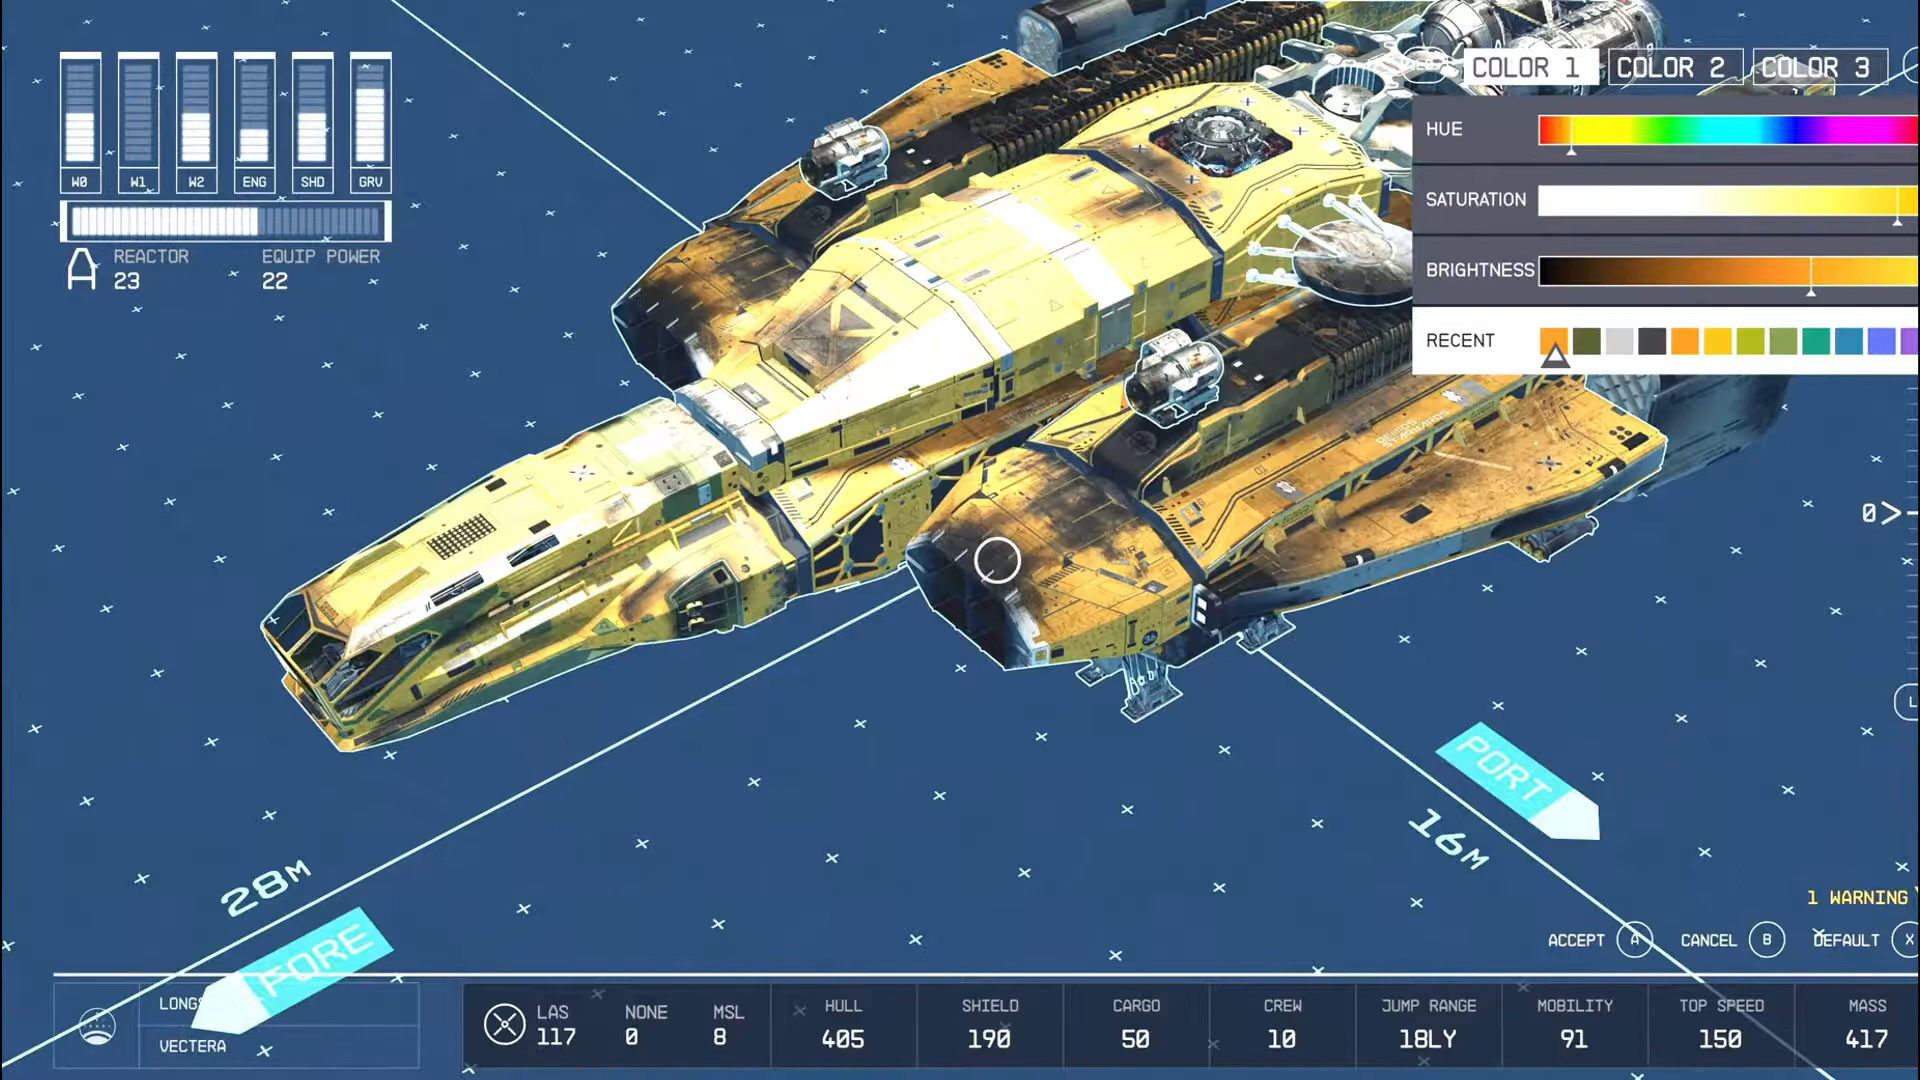 COLOR 1 COLOR 2 COLOR 3
HUE
SATURATION
BRIGHTNESS
RECENT
W0 W1 W2 ENG SHD GRV
A
REACTOR EQUIP POWER
23 22
36
0
L
PORT
16M
28M
FORE
1 WARNING
ACCEPT A CANCEL B DEFAULT X
VECTERA
LAS NONE MSL HULL SHIELD CARGO CREW JUMP RANGE MOBILITY TOP SPEED MASS
117 0 8 405 190 50 10 18LY 91 150 417